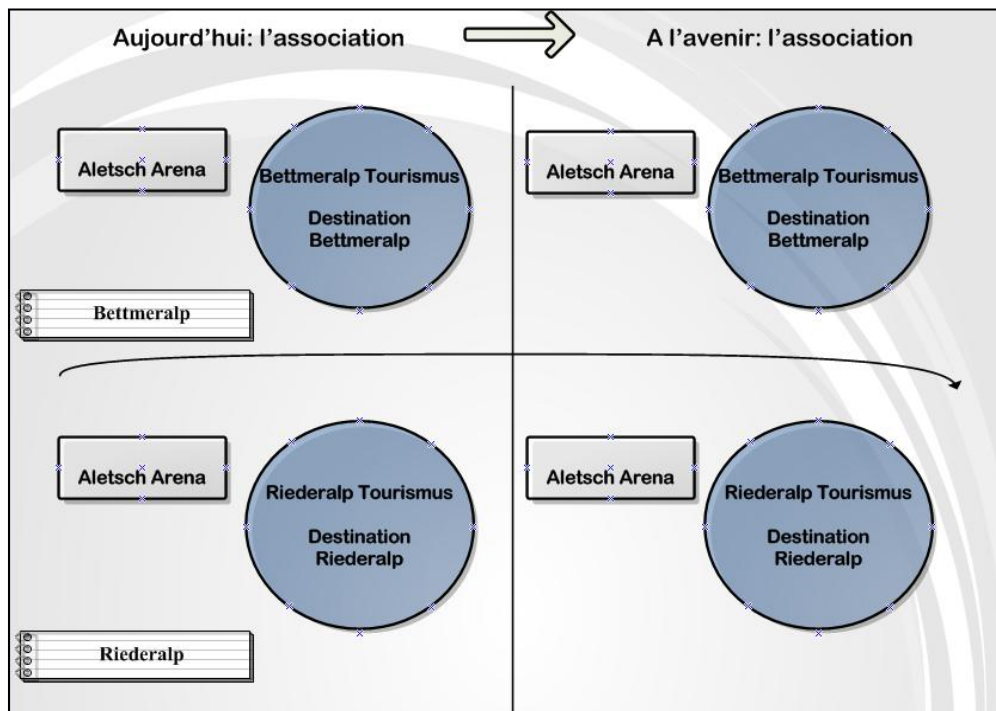 Aujourd'hui: l'association
A l'avenir: l'association
Aletsch Arena
Bettmeralp Tourismus
Destination
Bettmeralp
Aletsch Arena
Bettmeralp Tourismus
Destination
Bettmeralp
Bettmeralp
Aletsch Arena
Riederalp Tourismus
Destination
Riederalp
Aletsch Arena
Riederalp Tourismus
Destination
Riederalp
Riederalp